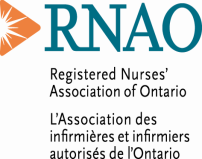 RNAO
Registered Nurses'
Association of Ontario
L'Association des
infirmières et infirmiers
autorisés de l'Ontario